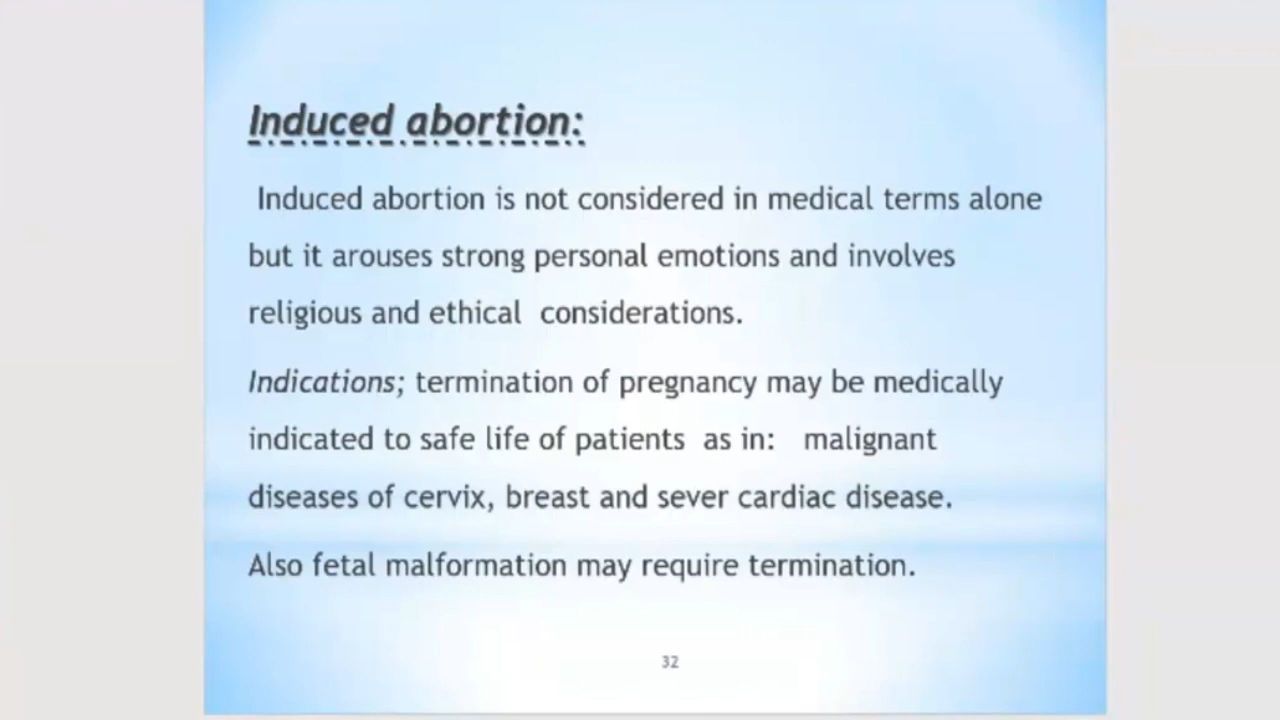 Induced abortion:
Induced abortion is not considered in medical terms alone
but it arouses strong personal emotions and involves
religious and ethical considerations.
Indications; termination of pregnancy may be medically
indicated to safe life of patients as in: malignant
diseases of cervix, breast and sever cardiac disease.
Also fetal malformation may require termination.
32